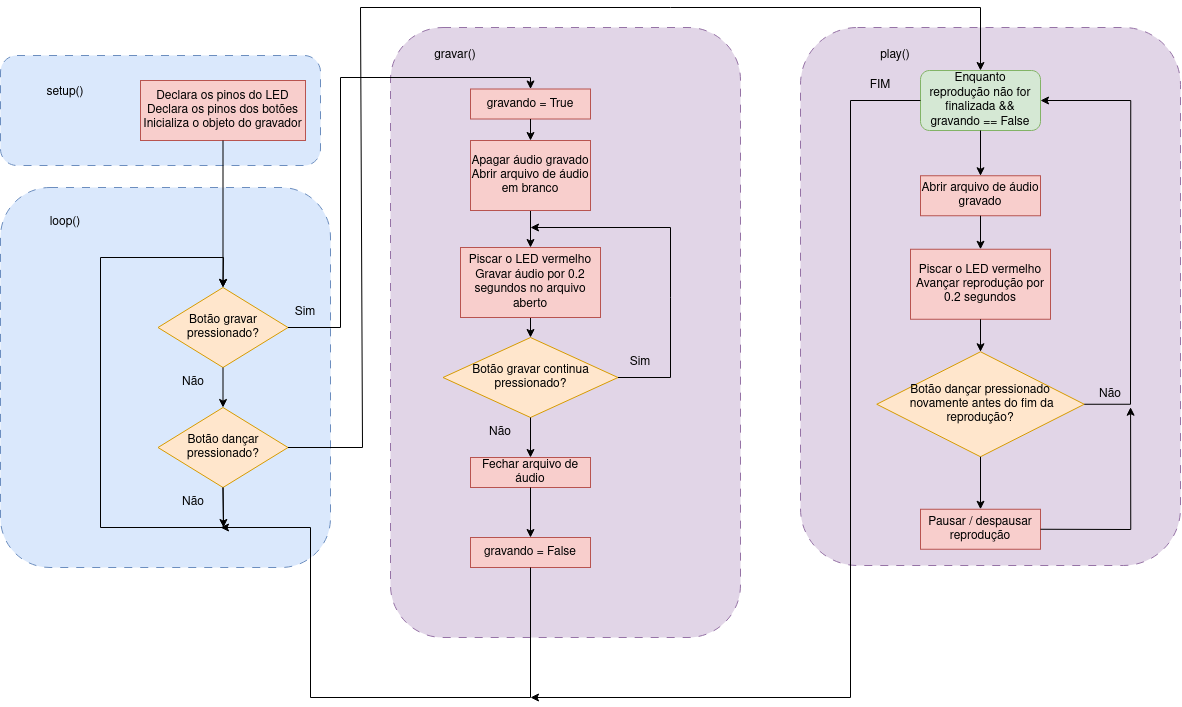 setup()
Declara os pinos do LED
Declara os pinos dos botões
Inicializa o objeto do gravador
loop()
Botão gravar
pressionado?
Sim
Não
Botão dançar
pressionado?
Não
gravar()
gravando = True
Apagar áudio gravado
Abrir arquivo de áudio
em branco
Piscar o LED vermelho
Gravar áudio por 0.2
segundos no arquivo
aberto
Botão gravar continua
pressionado?
Sim
Não
Fechar arquivo de
áudio
gravando = False
play()
FIM
Enquanto
reprodução não for
finalizada &&
gravando == False
Abrir arquivo de áudio
gravado
Piscar o LED vermelho
Avançar reprodução por
0.2 segundos
Botão dançar pressionado
novamente antes do fim da
reprodução?
Não
Pausar / despausar
reprodução